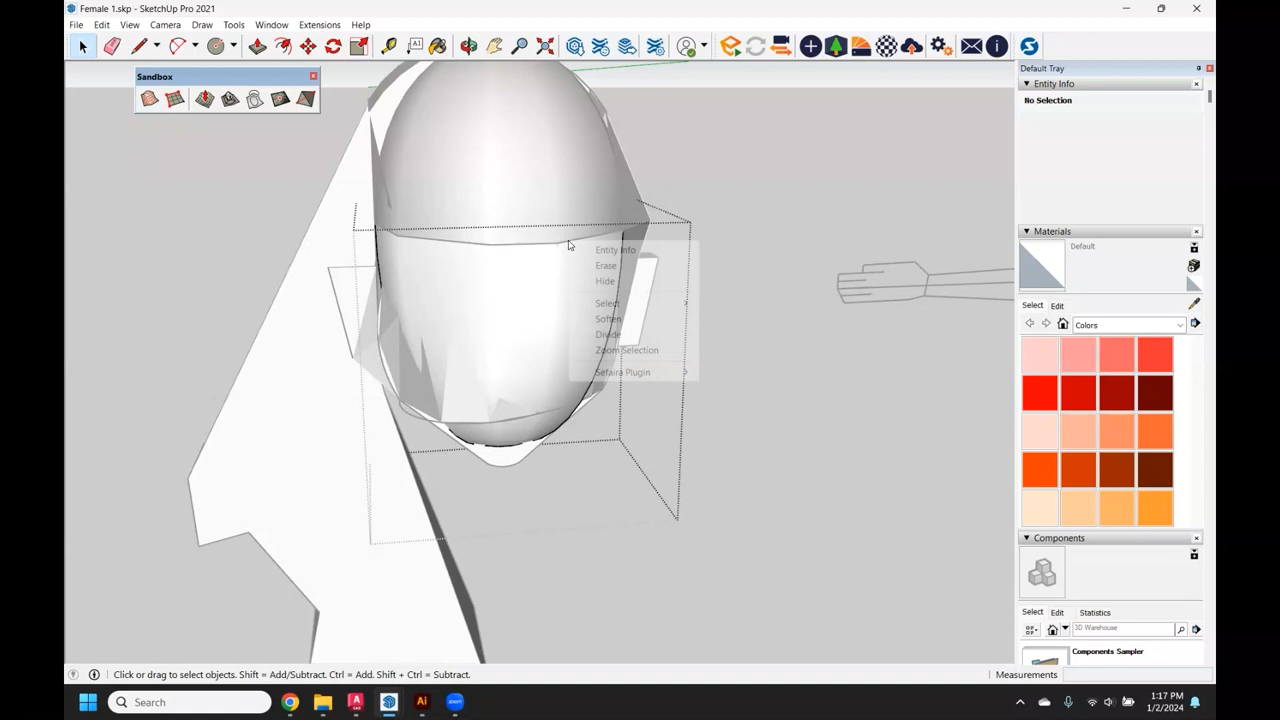 Female 1.skp - SketchUp Pro 2021
File Edit View Camera Draw Tools Window Extensions Help
Sandbox
Default Tray
Entity Info
No Selection
Materials
Default
Select Edit
Colors
Entity Info
Erase
Hide
Select
Soften
Divide
Zoom Selection
Sefaira Plugin
Components
Select Edit Statistics
3D Warehouse
Components Sampler
Click or drag to select objects. Shift = Add/Subtract. Ctrl = Add. Shift + Ctrl = Subtract.
Measurements
Search
1:17 PM
1/2/2024